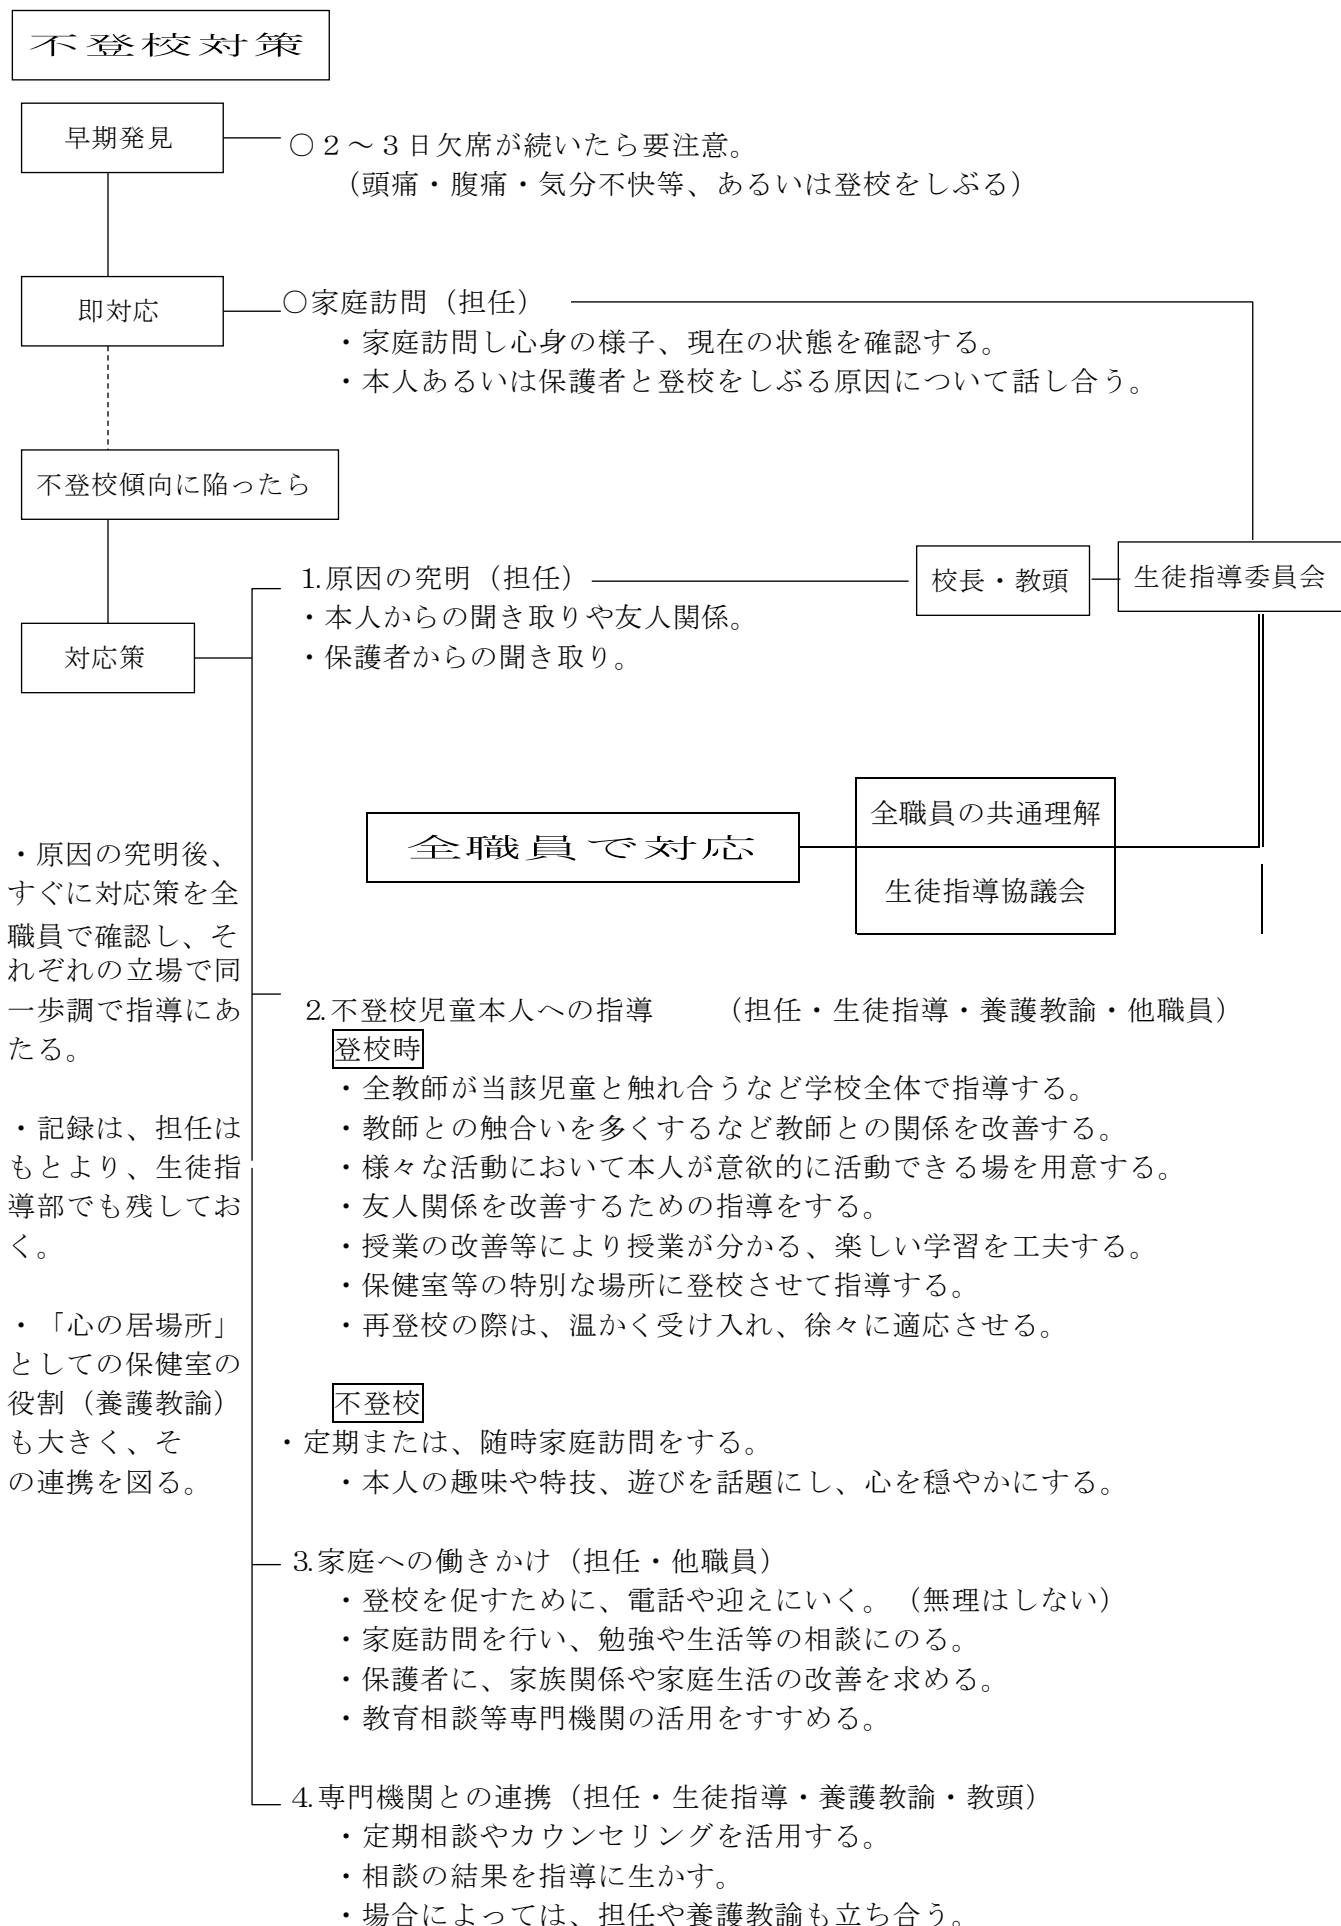 不登校対策
早期発見
○２～３日欠席が続いたら要注意。
（頭痛・腹痛・気分不快等、あるいは登校をしぶる）
即対応
○家庭訪問（担任）
・家庭訪問し心身の様子、現在の状態を確認する。
・本人あるいは保護者と登校をしぶる原因について話し合う。
不登校傾向に陥ったら
対応策
1.原因の究明（担任）
校長・教頭
生徒指導委員会
・本人からの聞き取りや友人関係。
・保護者からの聞き取り。
全職員で対応
全職員の共通理解
生徒指導協議会
・原因の究明後、
すぐに対応策を全
職員で確認し、そ
れぞれの立場で同
一歩調で指導にあ
たる。
・記録は、担任は
もとより、生徒指
導部でも残してお
く。
・「心の居場所」
としての保健室の
役割（養護教諭）
も大きく、そ
の連携を図る。
2.不登校児童本人への指導　　（担任・生徒指導・養護教諭・他職員）
登校時
・全教師が当該児童と触れ合うなど学校全体で指導する。
・教師との触合いを多くするなど教師との関係を改善する。
・様々な活動において本人が意欲的に活動できる場を用意する。
・友人関係を改善するための指導をする。
・授業の改善等により授業が分かる、楽しい学習を工夫する。
・保健室等の特別な場所に登校させて指導する。
・再登校の際は、温かく受け入れ、徐々に適応させる。
不登校
・定期または、随時家庭訪問をする。
・本人の趣味や特技、遊びを話題にし、心を穏やかにする。
3.家庭への働きかけ（担任・他職員）
・登校を促すために、電話や迎えにいく。（無理はしない）
・家庭訪問を行い、勉強や生活等の相談にのる。
・保護者に、家族関係や家庭生活の改善を求める。
・教育相談等専門機関の活用をすすめる。
4.専門機関との連携（担任・生徒指導・養護教諭・教頭）
・定期相談やカウンセリングを活用する。
・相談の結果を指導に生かす。
・場合によっては、担任や養護教諭も立ち合う。